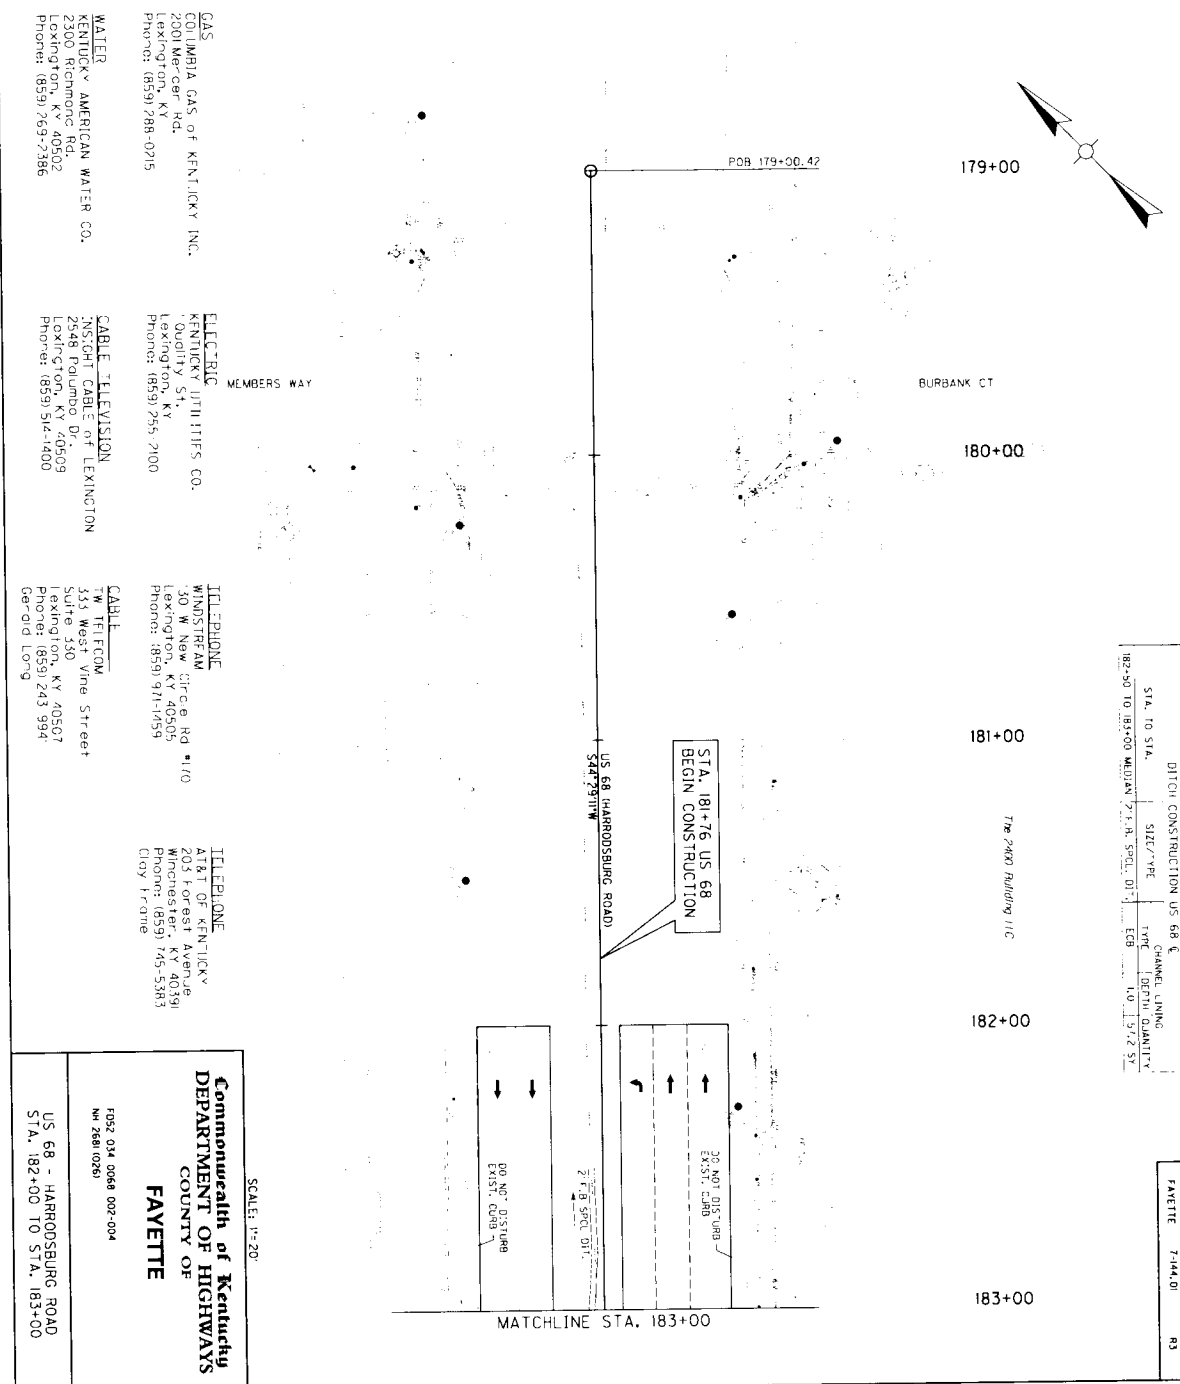 GAS
COLUMBIA GAS of KENTUCKY INC.
2001 Mercer Rd.
Lexington, KY
Phone: (859) 288-0215
WATER
KENTUCKY AMERICAN WATER CO.
2300 Richmond Rd.
Lexington, KY 40502
Phone: (859) 269-2386
ELECTRIC
KENTUCKY UTILITIES CO.
Quality St.
Lexington, KY
Phone: (859) 255-2100
CABLE TELEVISION
INSIGHT CABLE of LEXINGTON
2548 Palumbo Dr.
Lexington, KY 40509
Phone: (859) 514-1400
TELEPHONE
WINDSTREAM
130 W New Circle Rd #170
Lexington, KY 40505
Phone: (859) 971-1459
CABLE
TW TELECOM
333 West Vine Street
Suite 330
Lexington, KY 40507
Phone: (859) 243 994
Gerald Long
TELEPHONE
AT&T OF KENTUCKY
203 Forest Avenue
Winchester, KY 40391
Phone: (859) 745-5383
Clay Frame
POB 179+00.42
179+00
MEMBERS WAY
BURBANK CT
180+00
181+00
STA. 181+76 US 68
BEGIN CONSTRUCTION
US 68 (HARRODSBURG ROAD)
S44°29'11"W
The 2400 Building LLC
182+00
DO NOT DISTURB
EXIST. CURB
2' F.B SPCL DIT.
DO NOT DISTURB
EXIST. CURB
183+00
MATCHLINE STA. 183+00
DITCH CONSTRUCTION US 68 ℄
STA. TO STA.
SIZE/TYPE
CHANNEL LINING
TYPE
DEPTH
QUANTITY
182+50 TO 183+00 MEDIAN
2' F.B. SPCL. DIT.
ECB
1.0
57.2 SY
FAYETTE
7-144.01
R3
SCALE: 1"=20'
Commonwealth of Kentucky
DEPARTMENT OF HIGHWAYS
COUNTY OF
FAYETTE
FD52 034 0068 002-004
NH 2681 (026)
US 68 - HARRODSBURG ROAD
STA. 182+00 TO STA. 183+00